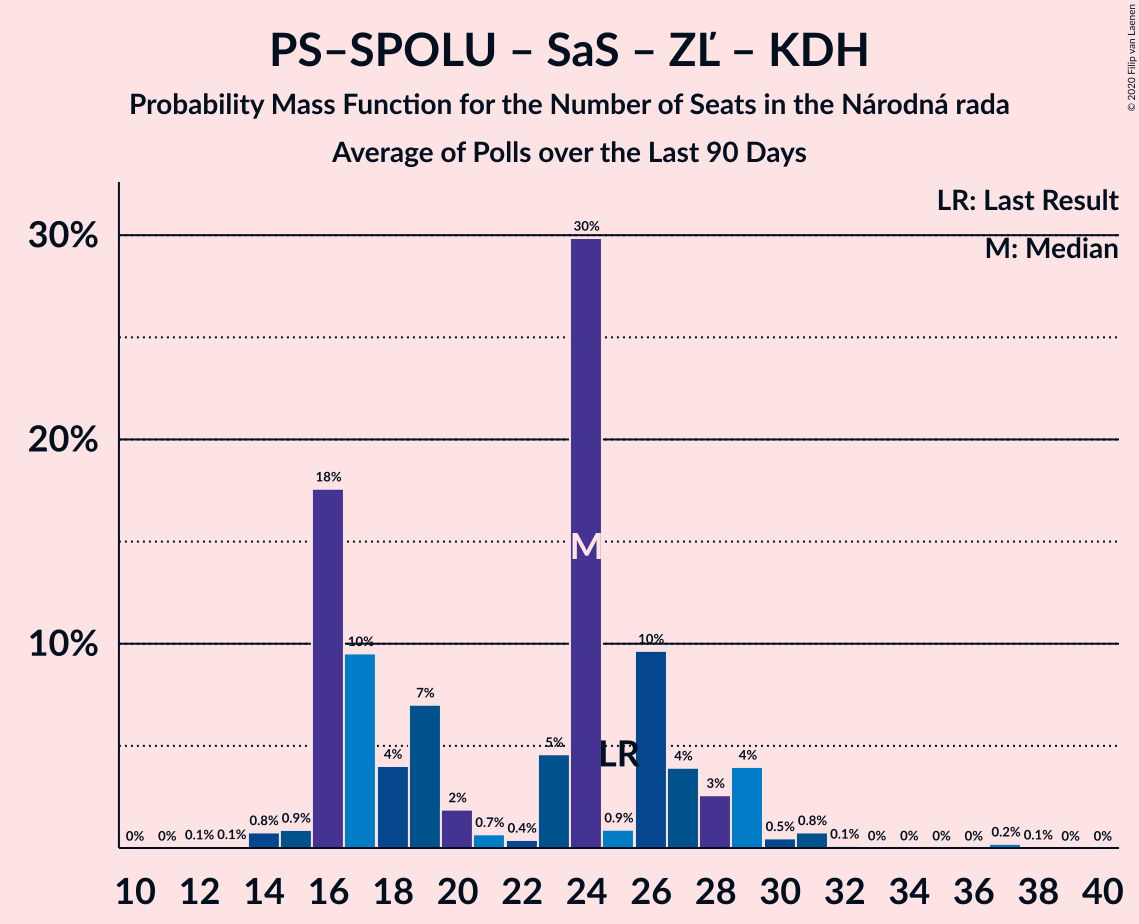 PS–SPOLU – SaS – ZĽ – KDH
Probability Mass Function for the Number of Seats in the Národná rada
Average of Polls over the Last 90 Days
© 2020 Filip van Laenen
LR: Last Result
M: Median
30%
20%
10%
0% 0% 0.1% 0.1% 0.8% 0.9% 18% 10% 4% 7% 2% 0.7% 0.4% 5% 30% 0.9% 10% 4% 3% 4% 0.5% 0.8% 0.1% 0% 0% 0% 0% 0.2% 0.1% 0% 0%
M
LR
10 12 14 16 18 20 22 24 26 28 30 32 34 36 38 40